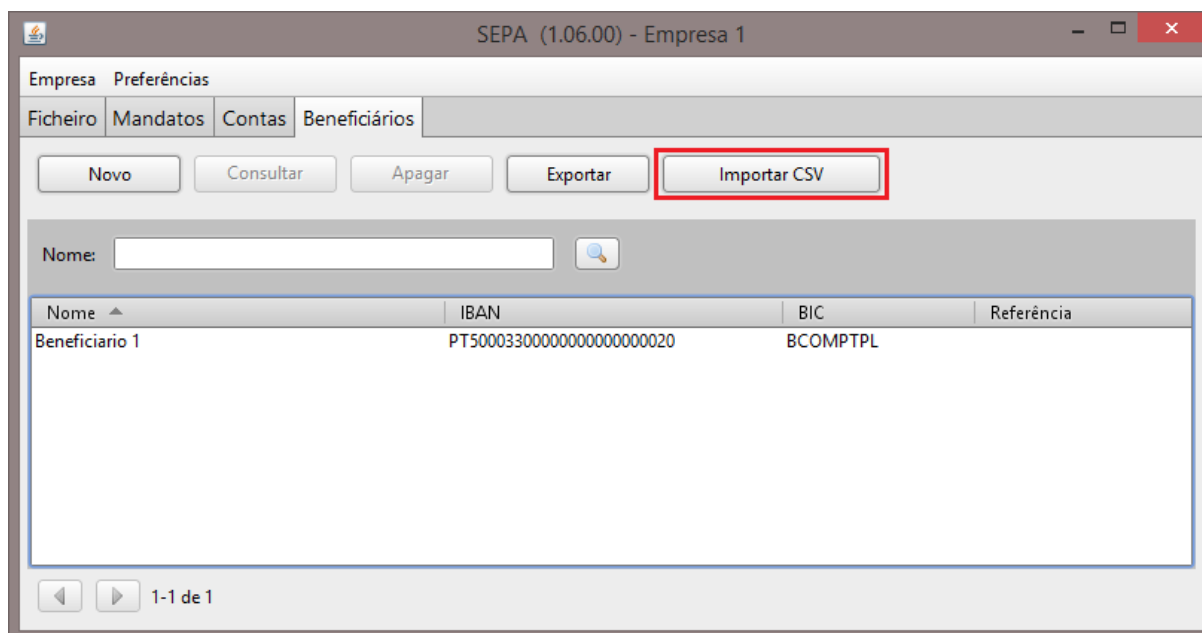 SEPA (1.06.00) - Empresa 1
Empresa Preferências
Ficheiro Mandatos Contas Beneficiários
Novo Consultar Apagar Exportar Importar CSV
Nome:
Nome IBAN BIC Referência
Beneficiario 1 PT50003300000000000000020 BCOMPTPL
1-1 de 1